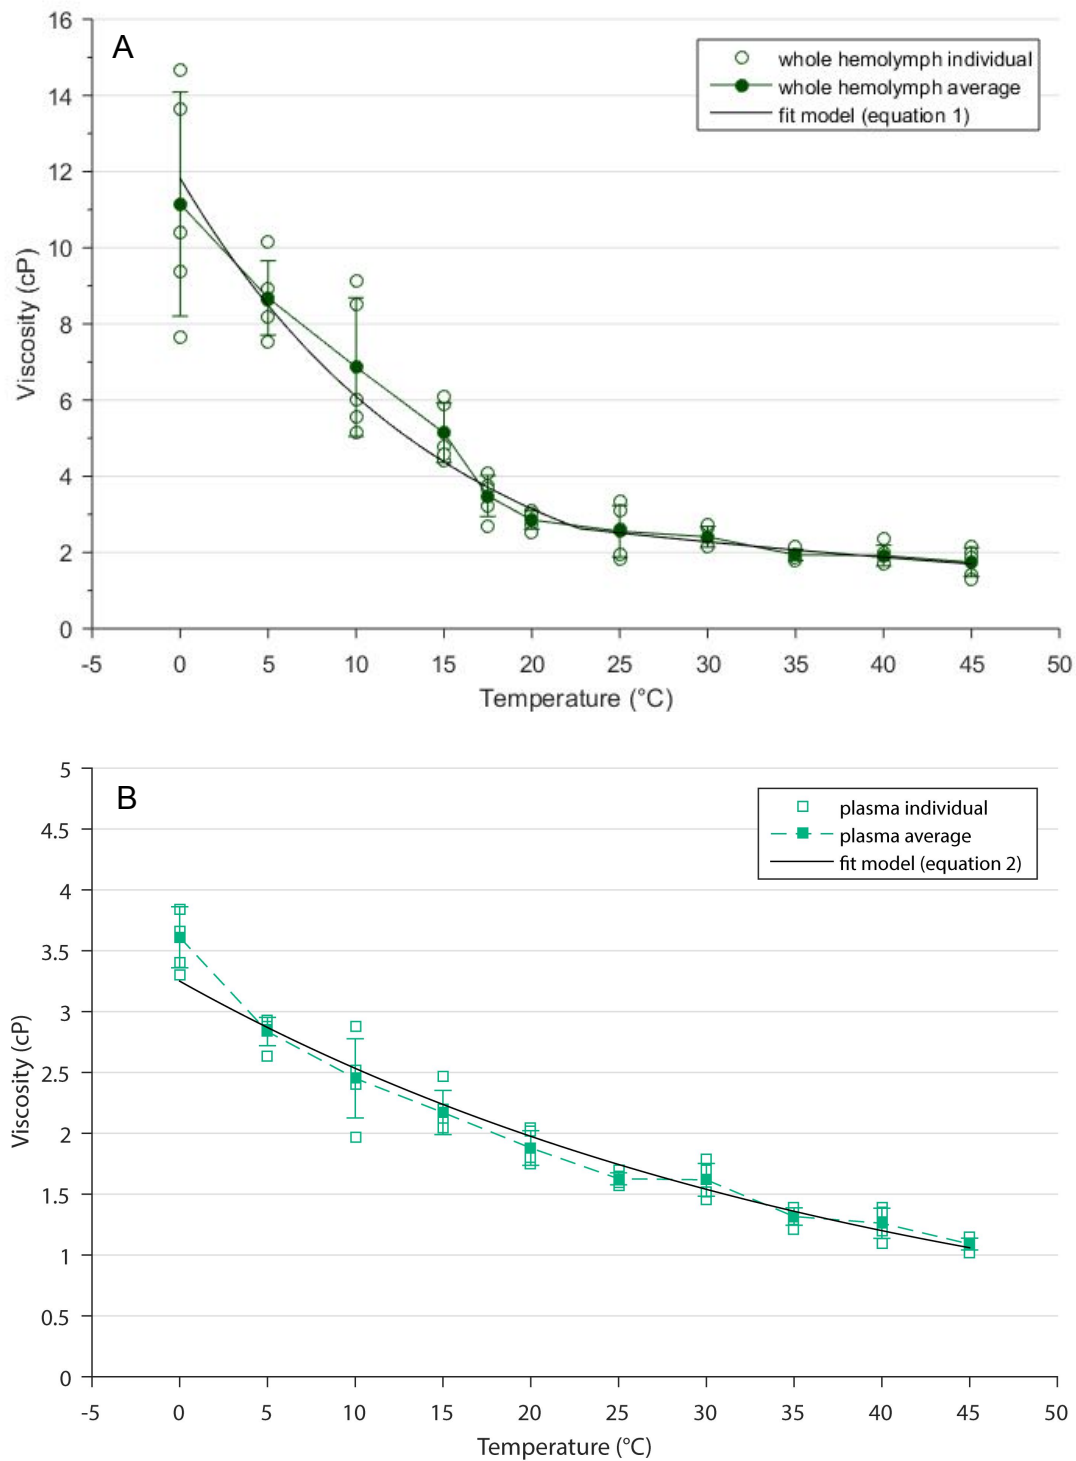 16
A
whole hemolymph individual
whole hemolymph average
fit model (equation 1)
14
12
10
8
6
4
2
0
Viscosity (cP)
-5 0 5 10 15 20 25 30 35 40 45 50
Temperature (°C)
5
B
plasma individual
plasma average
fit model (equation 2)
4.5
4
3.5
3
2.5
2
1.5
1
0.5
0
Viscosity (cP)
-5 0 5 10 15 20 25 30 35 40 45 50
Temperature (°C)